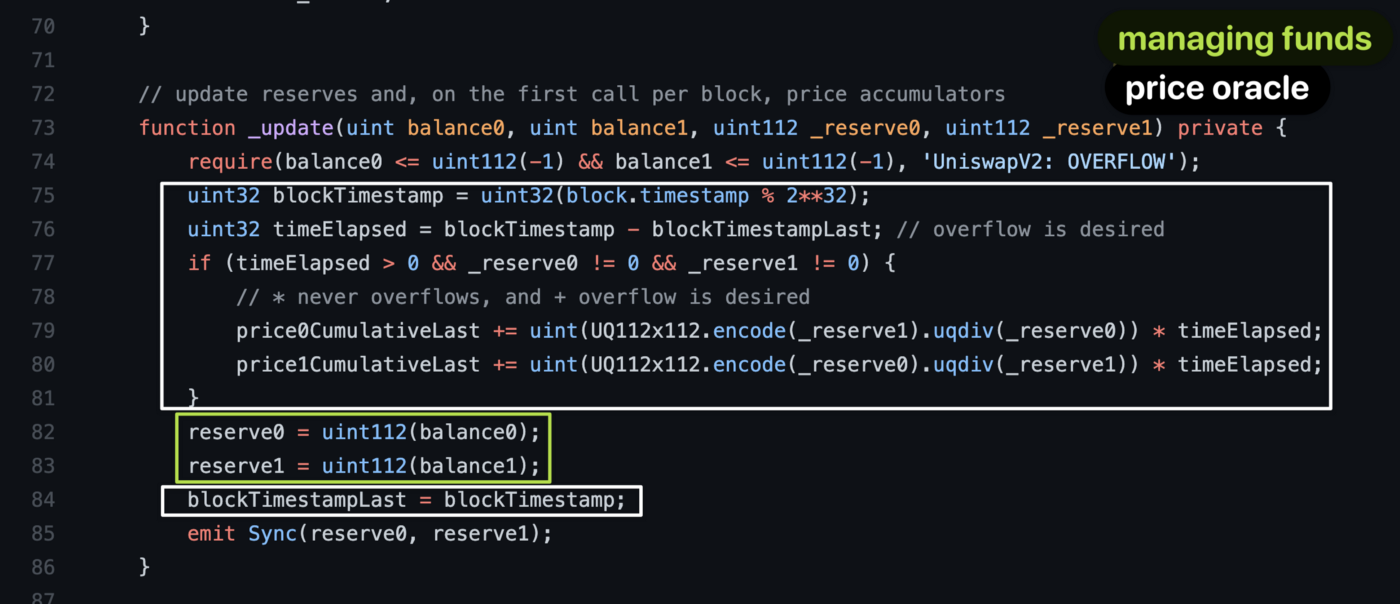 managing funds
price oracle
70 }
71
72 // update reserves and, on the first call per block, price accumulators
73 function _update(uint balance0, uint balance1, uint112 _reserve0, uint112 _reserve1) private {
74 require(balance0 <= uint112(-1) && balance1 <= uint112(-1), 'UniswapV2: OVERFLOW');
75 uint32 blockTimestamp = uint32(block.timestamp % 2**32);
76 uint32 timeElapsed = blockTimestamp - blockTimestampLast; // overflow is desired
77 if (timeElapsed > 0 && _reserve0 != 0 && _reserve1 != 0) {
78 // * never overflows, and + overflow is desired
79 price0CumulativeLast += uint(UQ112x112.encode(_reserve1).uqdiv(_reserve0)) * timeElapsed;
80 price1CumulativeLast += uint(UQ112x112.encode(_reserve0).uqdiv(_reserve1)) * timeElapsed;
81 }
82 reserve0 = uint112(balance0);
83 reserve1 = uint112(balance1);
84 blockTimestampLast = blockTimestamp;
85 emit Sync(reserve0, reserve1);
86 }
87